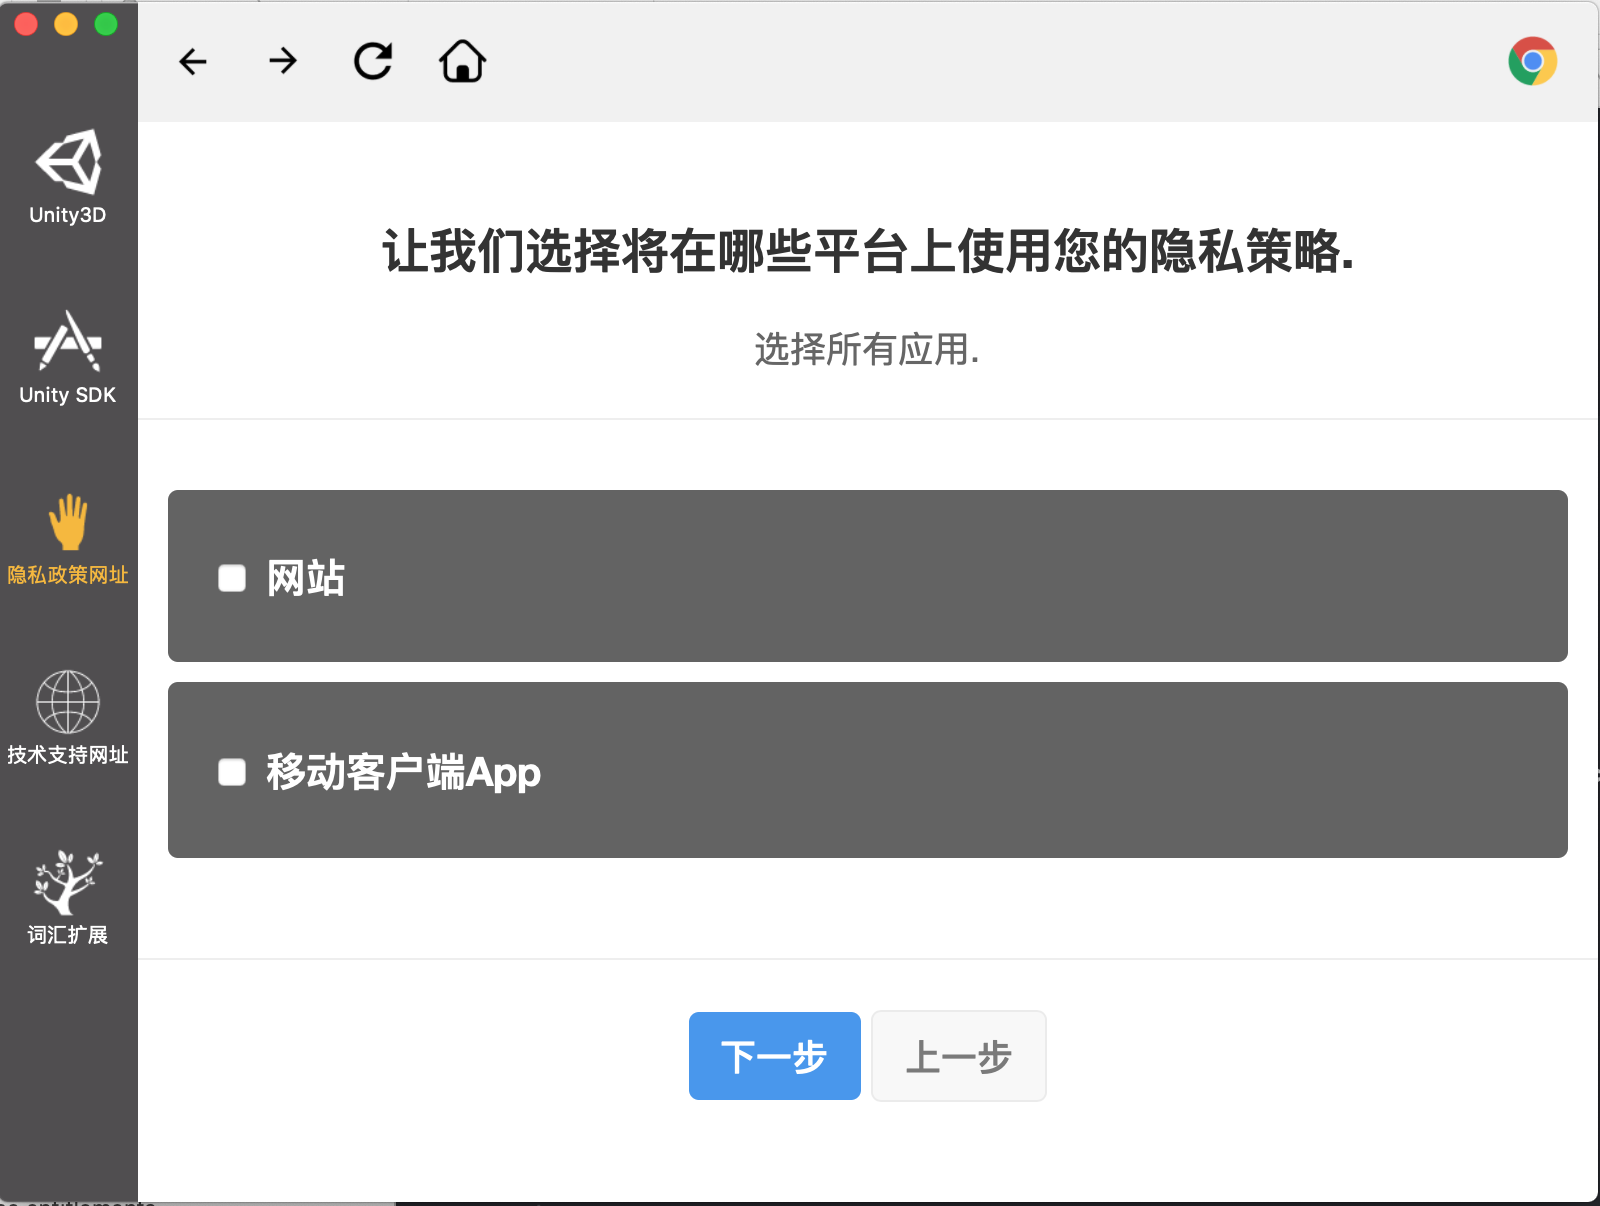 Unity3D
Unity SDK
隐私政策网址
技术支持网址
词汇扩展
让我们选择将在哪些平台上使用您的隐私策略.
选择所有应用.
网站
移动客户端App
下一步
上一步